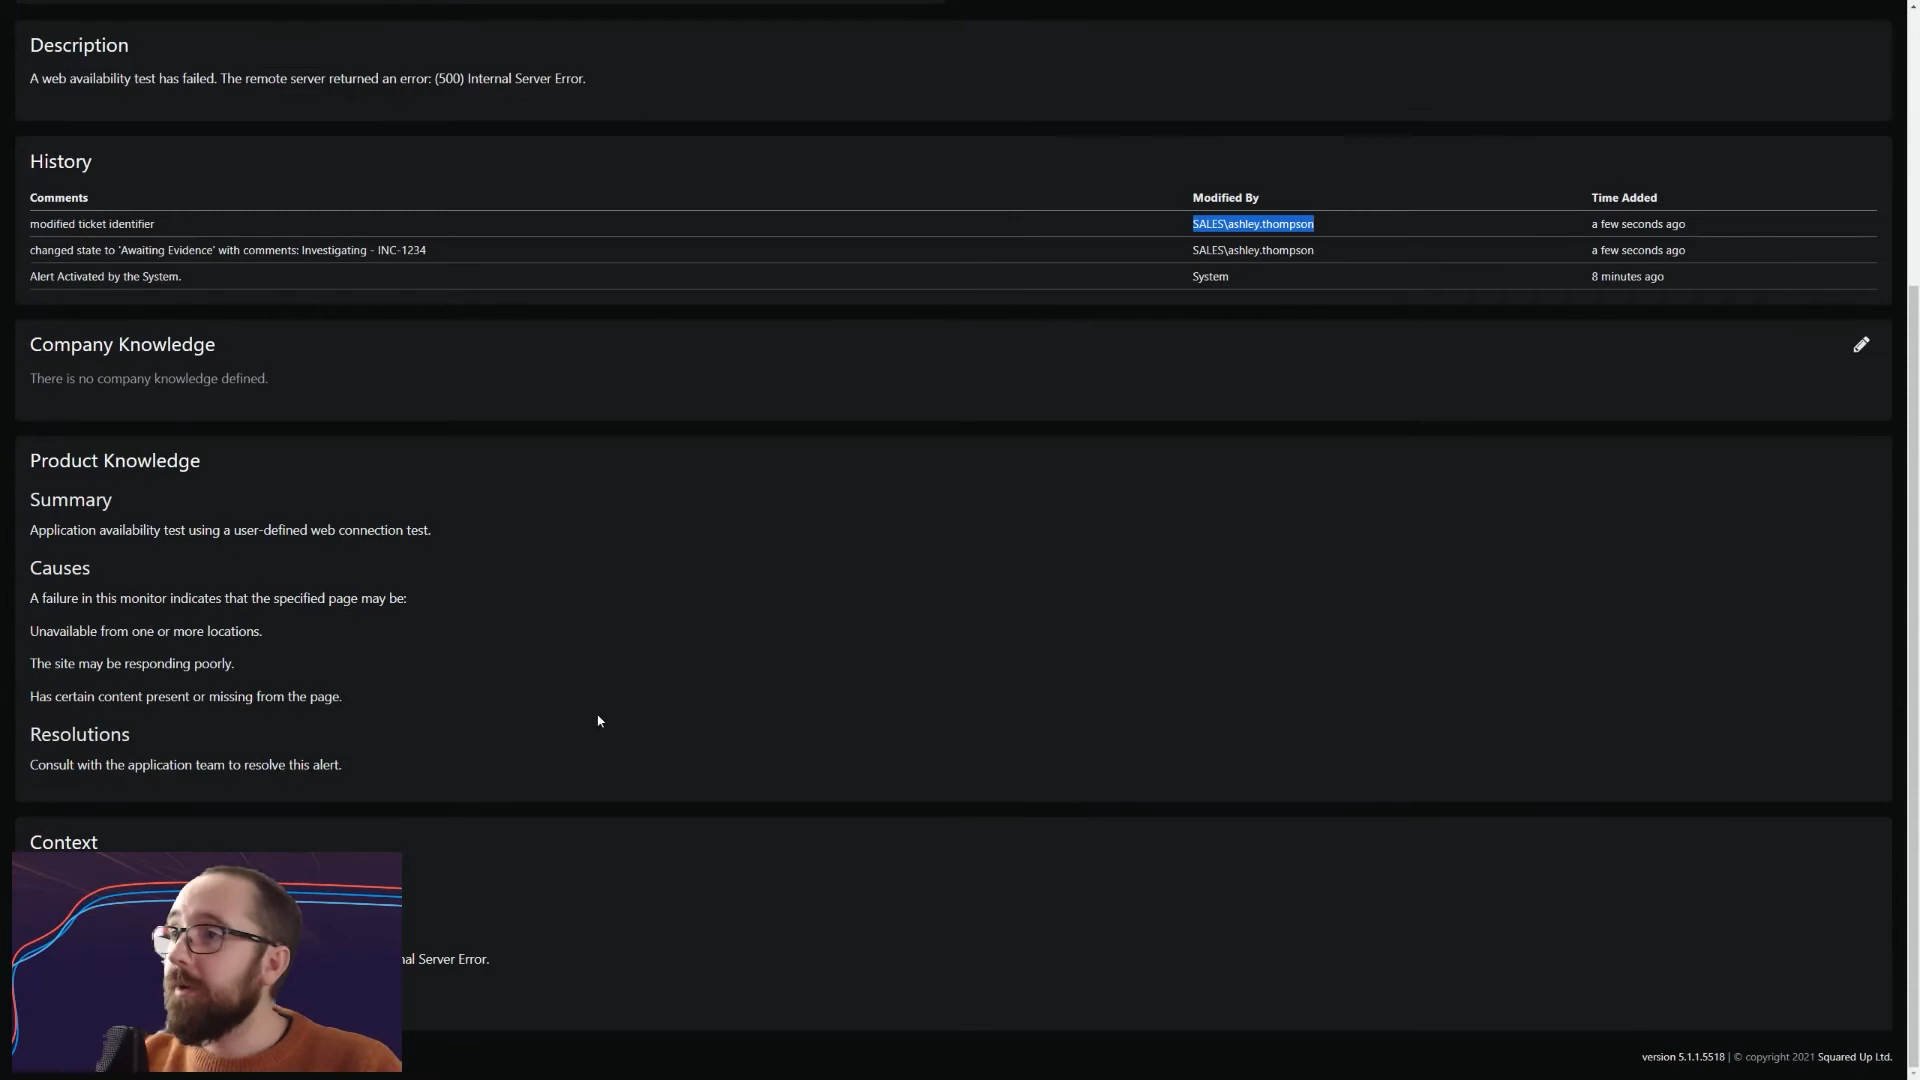 Description
A web availability test has failed. The remote server returned an error: (500) Internal Server Error.
History
Comments Modified By Time Added
modified ticket identifier SALES\ashley.thompson a few seconds ago
changed state to 'Awaiting Evidence' with comments: Investigating - INC-1234 SALES\ashley.thompson a few seconds ago
Alert Activated by the System. System 8 minutes ago
Company Knowledge
There is no company knowledge defined.
Product Knowledge
Summary
Application availability test using a user-defined web connection test.
Causes
A failure in this monitor indicates that the specified page may be:
Unavailable from one or more locations.
The site may be responding poorly.
Has certain content present or missing from the page.
Resolutions
Consult with the application team to resolve this alert.
Context
Server Error.
version 5.1.1.5518 | © copyright 2021 Squared Up Ltd.